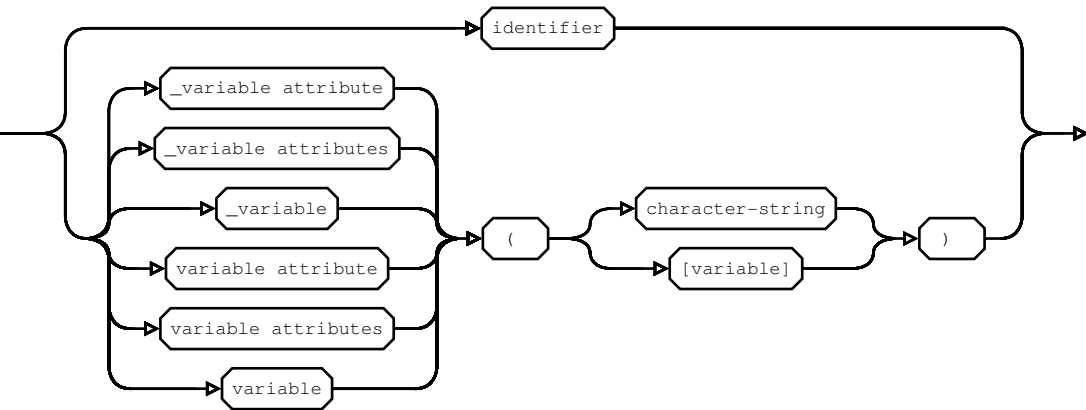 identifier
_variable attribute
_variable attributes
_variable
variable attribute
variable attributes
variable
(
character-string
[variable]
)